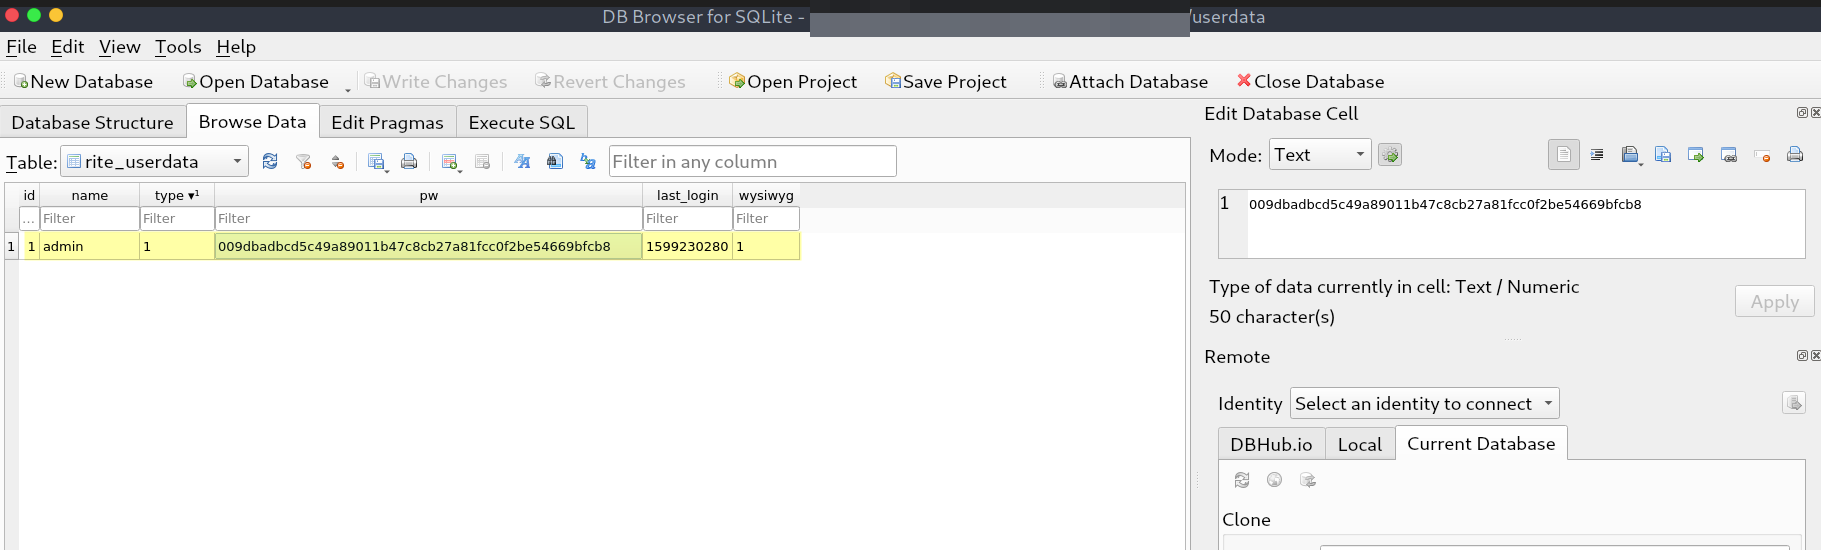 DB Browser for SQLite - /userdata
File Edit View Tools Help
New Database Open Database Write Changes Revert Changes Open Project Save Project Attach Database Close Database
Database Structure Browse Data Edit Pragmas Execute SQL
Table: rite_userdata Filter in any column
id name type ▾¹ pw last_login wysiwyg
... Filter Filter Filter Filter Filter
1 1 admin 1 009dbadbcd5c49a89011b47c8cb27a81fcc0f2be54669bfcb8 1599230280 1
Edit Database Cell
Mode: Text
1 009dbadbcd5c49a89011b47c8cb27a81fcc0f2be54669bfcb8
Type of data currently in cell: Text / Numeric
50 character(s)
Apply
Remote
Identity Select an identity to connect
DBHub.io Local Current Database
Clone